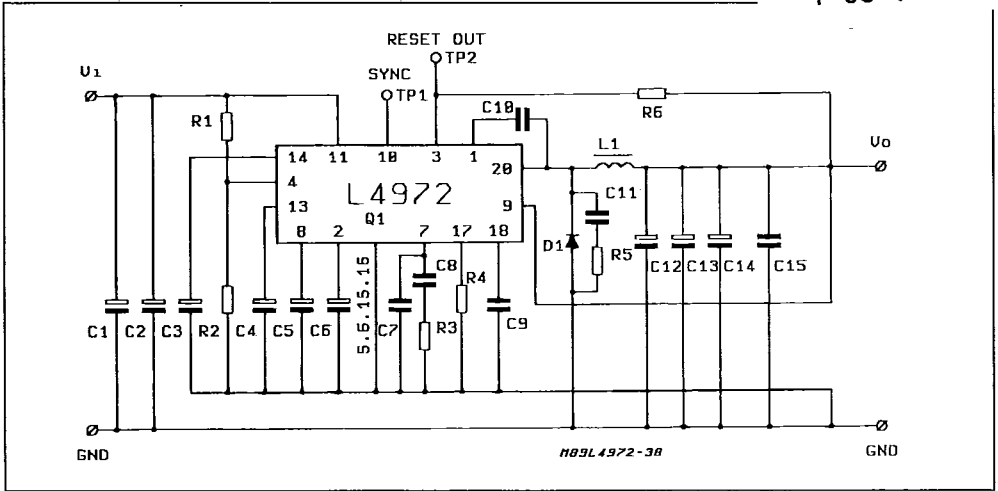 RESET OUT
TP2
SYNC
TP1
Ui
R1
C10
R6
L1
Uo
14 11 10 3 1 20
4
13
L4972
Q1
9
8 2 7 17 18
5.6.15.16
C11
D1
R5
C12
C13
C14
C15
C8
R4
C1
C2
C3
R2
C4
C5
C6
C7
R3
C9
GND
M89L4972-38
GND